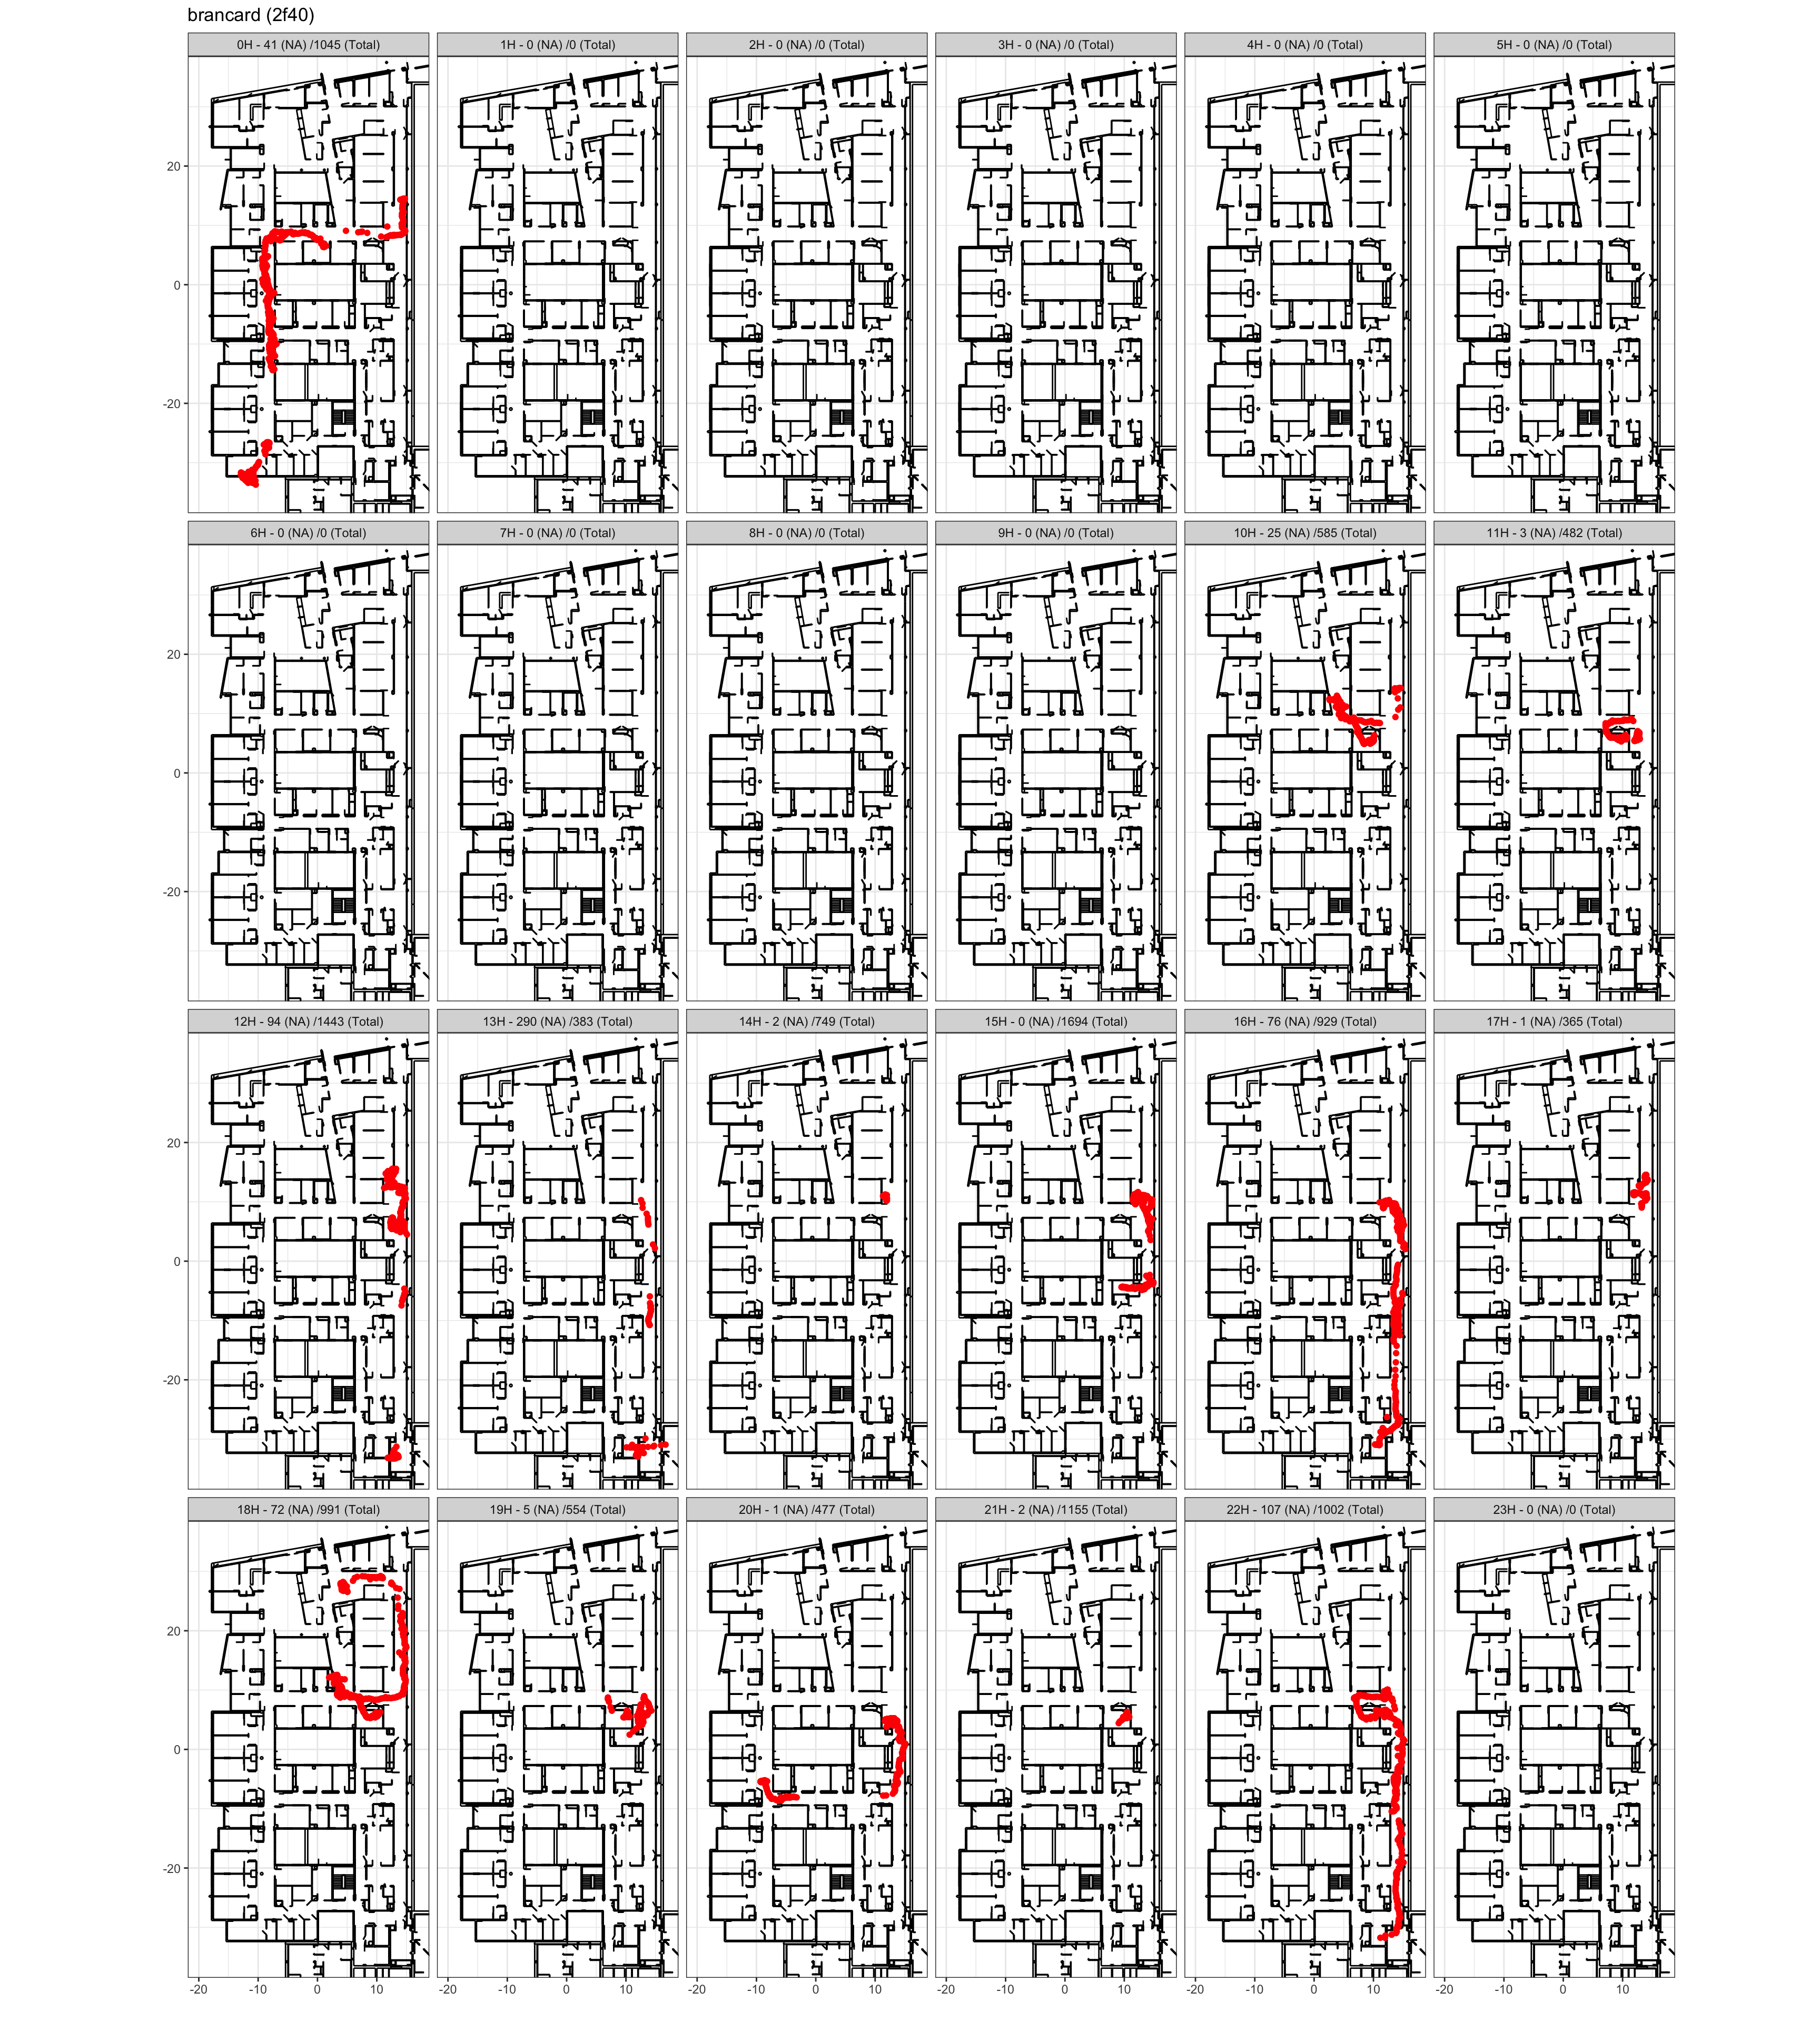 brancard (2f40)
0H - 41 (NA) /1045 (Total)
1H - 0 (NA) /0 (Total)
2H - 0 (NA) /0 (Total)
3H - 0 (NA) /0 (Total)
4H - 0 (NA) /0 (Total)
5H - 0 (NA) /0 (Total)
20
0
-20
6H - 0 (NA) /0 (Total)
7H - 0 (NA) /0 (Total)
8H - 0 (NA) /0 (Total)
9H - 0 (NA) /0 (Total)
10H - 25 (NA) /585 (Total)
11H - 3 (NA) /482 (Total)
20
0
-20
12H - 94 (NA) /1443 (Total)
13H - 290 (NA) /383 (Total)
14H - 2 (NA) /749 (Total)
15H - 0 (NA) /1694 (Total)
16H - 76 (NA) /929 (Total)
17H - 1 (NA) /365 (Total)
20
0
-20
18H - 72 (NA) /991 (Total)
19H - 5 (NA) /554 (Total)
20H - 1 (NA) /477 (Total)
21H - 2 (NA) /1155 (Total)
22H - 107 (NA) /1002 (Total)
23H - 0 (NA) /0 (Total)
20
0
-20
-20 -10 0 10
-20 -10 0 10
-20 -10 0 10
-20 -10 0 10
-20 -10 0 10
-20 -10 0 10